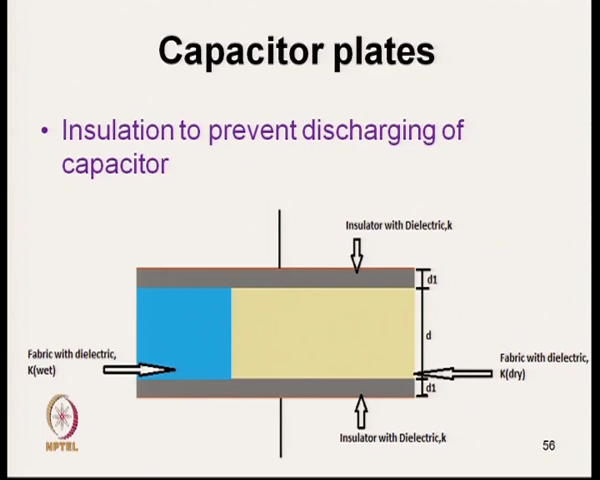 Capacitor plates
• Insulation to prevent discharging of
capacitor
Insulator with Dielectric,k
d1
d
Fabric with dielectric,
K(wet)
Fabric with dielectric,
K(dry)
d1
Insulator with Dielectric,k
NPTEL
56